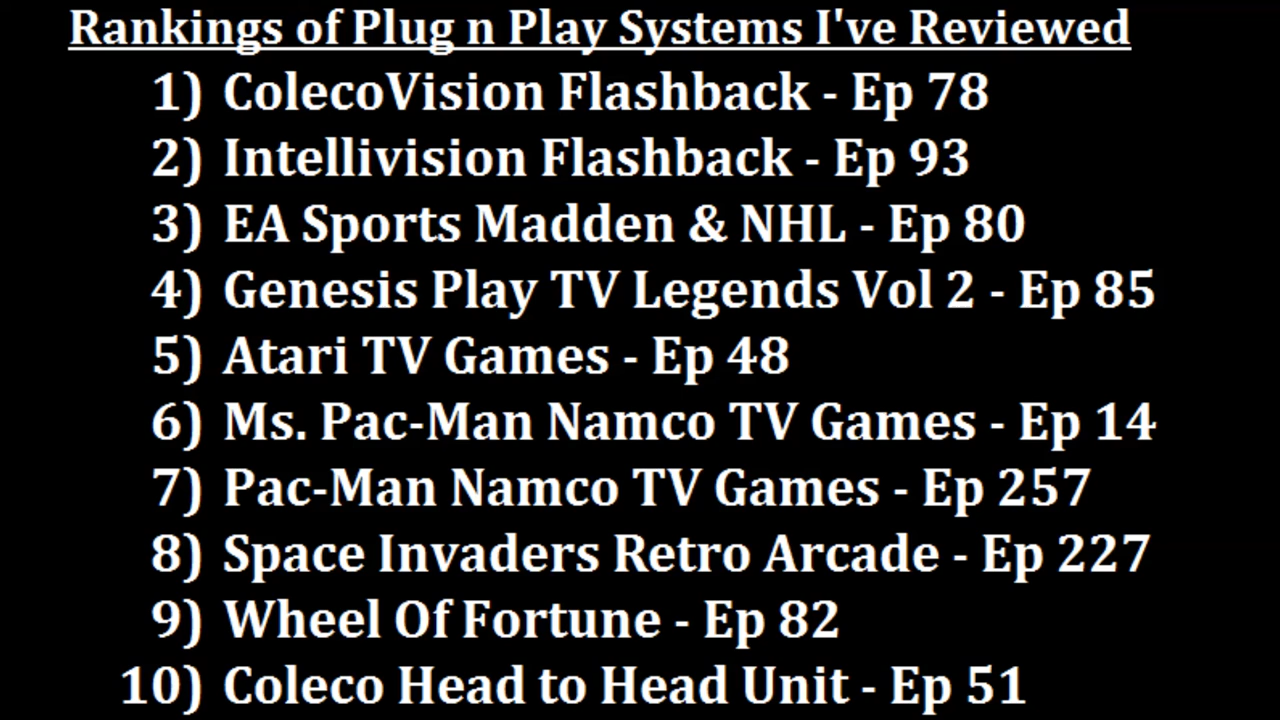 Rankings of Plug n Play Systems I've Reviewed
1) ColecoVision Flashback - Ep 78
2) Intellivision Flashback - Ep 93
3) EA Sports Madden & NHL - Ep 80
4) Genesis Play TV Legends Vol 2 - Ep 85
5) Atari TV Games - Ep 48
6) Ms. Pac-Man Namco TV Games - Ep 14
7) Pac-Man Namco TV Games - Ep 257
8) Space Invaders Retro Arcade - Ep 227
9) Wheel Of Fortune - Ep 82
10) Coleco Head to Head Unit - Ep 51